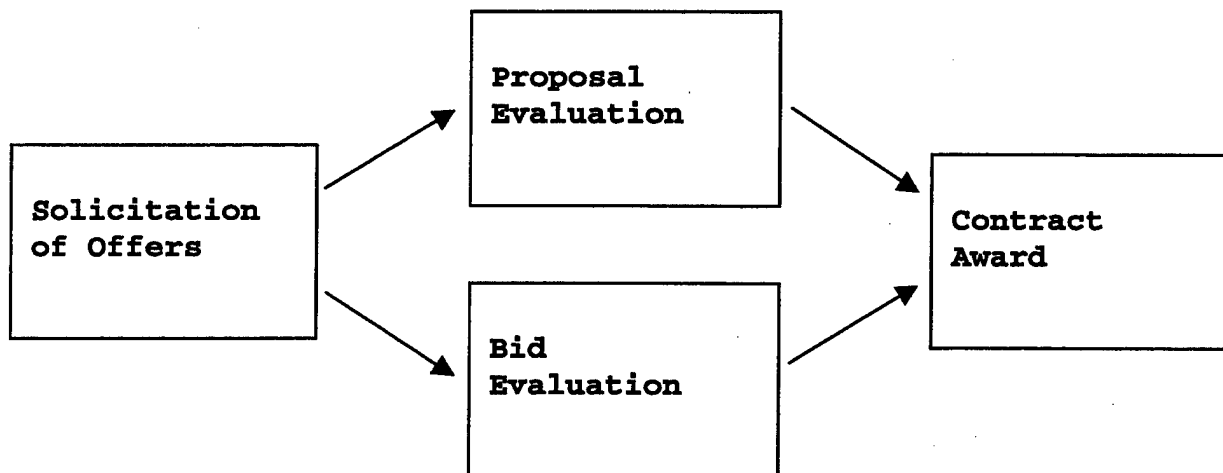 Proposal
Evaluation
Solicitation
of Offers
Contract
Award
Bid
Evaluation